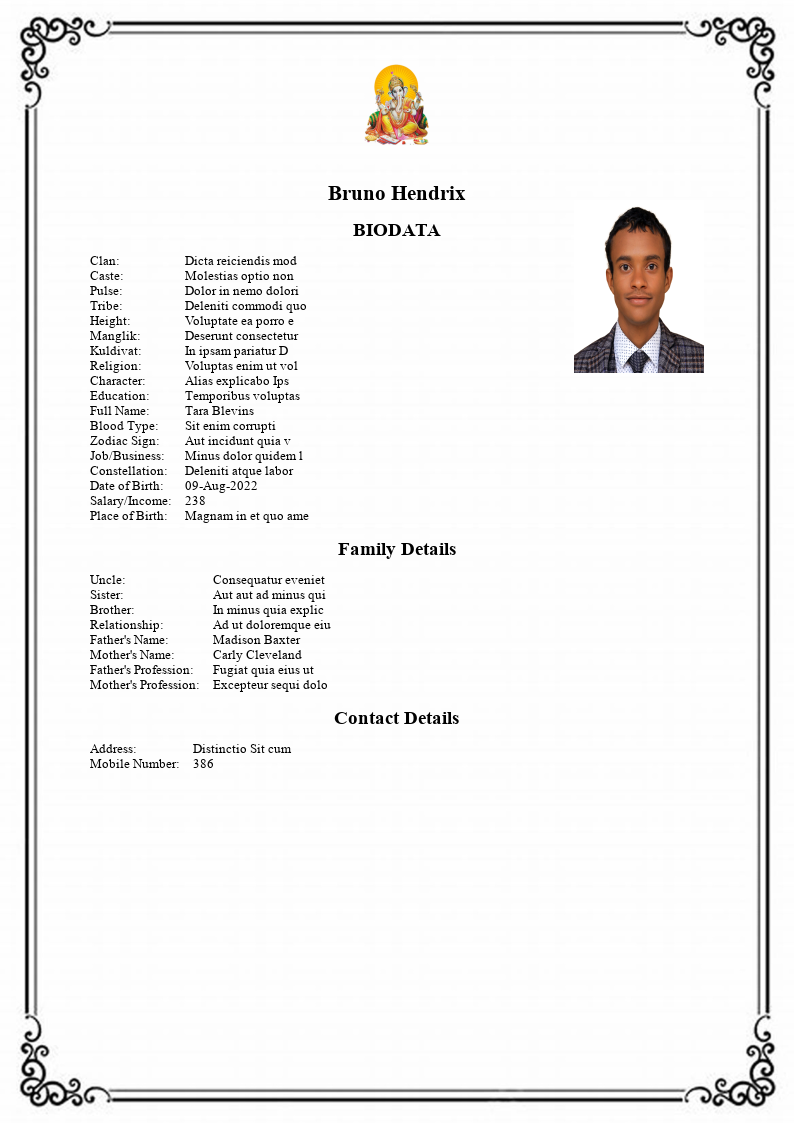 Bruno Hendrix
BIODATA
Clan: Dicta reiciendis mod
Caste: Molestias optio non
Pulse: Dolor in nemo dolori
Tribe: Deleniti commodi quo
Height: Voluptate ea porro e
Manglik: Deserunt consectetur
Kuldivat: In ipsam pariatur D
Religion: Voluptas enim ut vol
Character: Alias explicabo Ips
Education: Temporibus voluptas
Full Name: Tara Blevins
Blood Type: Sit enim corrupti
Zodiac Sign: Aut incidunt quia v
Job/Business: Minus dolor quidem l
Constellation: Deleniti atque labor
Date of Birth: 09-Aug-2022
Salary/Income: 238
Place of Birth: Magnam in et quo ame
Family Details
Uncle: Consequatur eveniet
Sister: Aut aut ad minus qui
Brother: In minus quia explic
Relationship: Ad ut doloremque eiu
Father's Name: Madison Baxter
Mother's Name: Carly Cleveland
Father's Profession: Fugiat quia eius ut
Mother's Profession: Excepteur sequi dolo
Contact Details
Address: Distinctio Sit cum
Mobile Number: 386